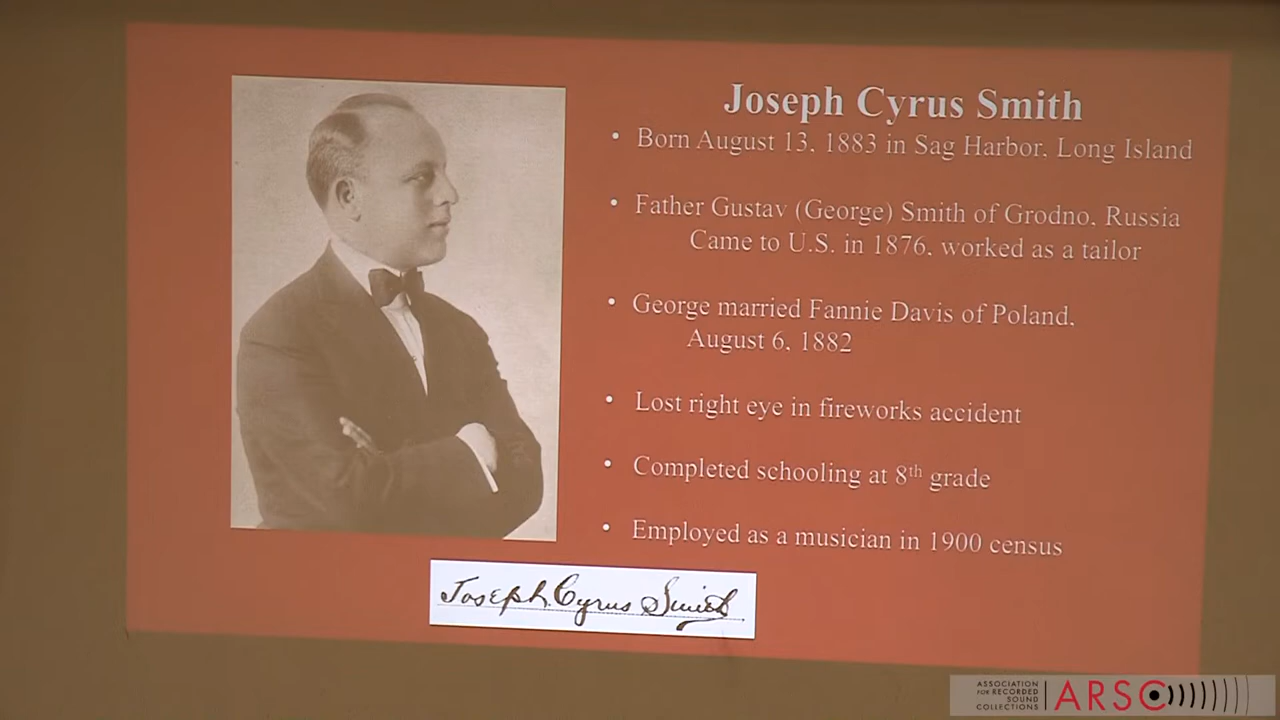 Joseph Cyrus Smith
• Born August 13, 1883 in Sag Harbor, Long Island
• Father Gustav (George) Smith of Grodno, Russia
Came to U.S. in 1876, worked as a tailor
• George married Fannie Davis of Poland,
August 6, 1882
• Lost right eye in fireworks accident
• Completed schooling at 8th grade
• Employed as a musician in 1900 census
Joseph Cyrus Smith
ASSOCIATION
FOR RECORDED
SOUND
COLLECTIONS
ARSC